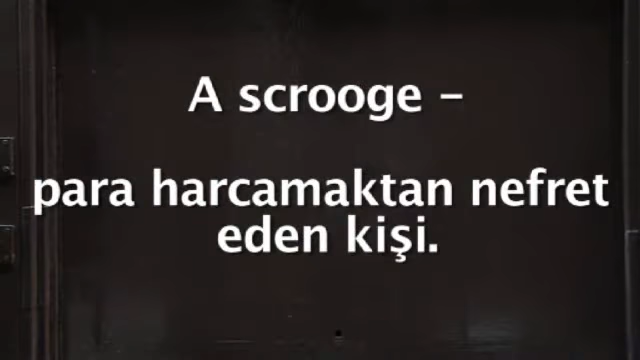 A scrooge –
para harcamaktan nefret
eden kişi.